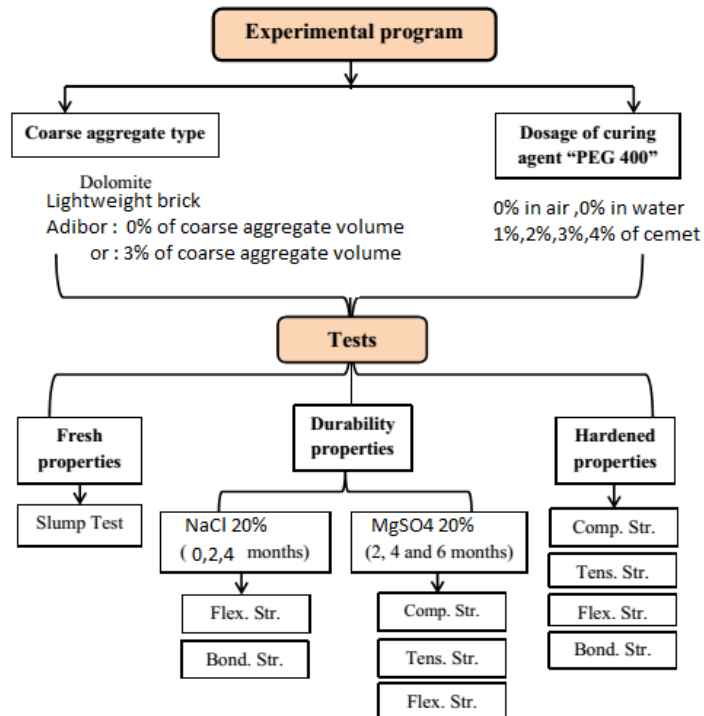 Experimental program
Coarse aggregate type
Dolomite
Lightweight brick
Adibor : 0% of coarse aggregate volume
or : 3% of coarse aggregate volume
Dosage of curing
agent “PEG 400”
0% in air ,0% in water
1%,2%,3%,4% of cemet
Tests
Fresh
properties
Slump Test
Durability
properties
NaCl 20%
( 0,2,4 months)
Flex. Str.
Bond. Str.
MgSO4 20%
(2, 4 and 6 months)
Comp. Str.
Tens. Str.
Flex. Str.
Hardened
properties
Comp. Str.
Tens. Str.
Flex. Str.
Bond. Str.